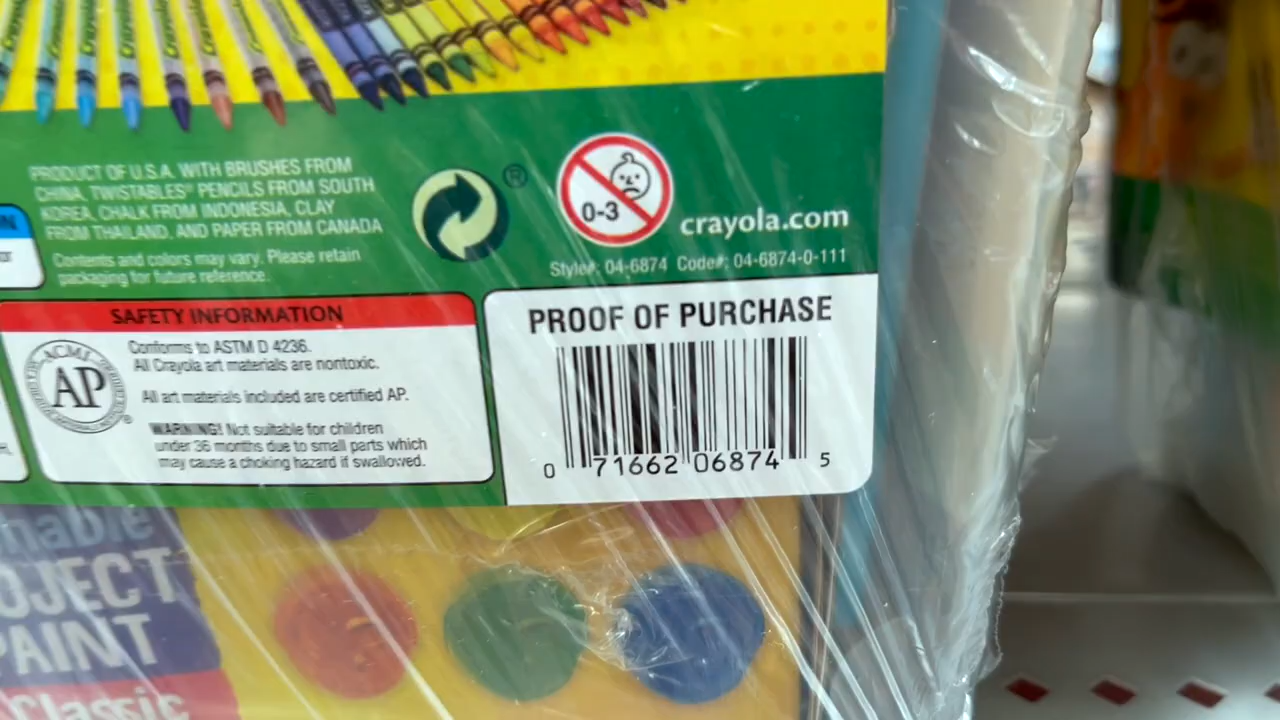 PRODUCT OF U.S.A. WITH BRUSHES FROM
CHINA, TWISTABLES™ PENCILS FROM SOUTH
KOREA, CHALK FROM INDONESIA, CLAY
FROM THAILAND, AND PAPER FROM CANADA
Contents and colors may vary. Please retain
packaging for future reference.
®
0-3
crayola.com
Style#: 04-6874 Code#: 04-6874-0-111
SAFETY INFORMATION
ACMI
AP
®
Conforms to ASTM D 4236.
All Crayola art materials are nontoxic.
All art materials included are certified AP.
WARNING! Not suitable for children
under 36 months due to small parts which
may cause a choking hazard if swallowed.
PROOF OF PURCHASE
0 71662 06874 5
OJECT
PAINT
Classic